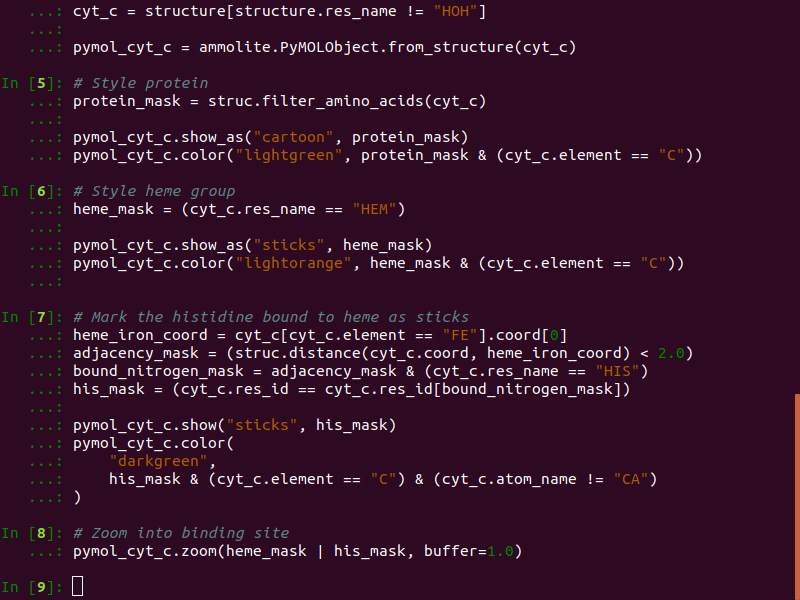 ...: cyt_c = structure[structure.res_name != "HOH"]
...:
...: pymol_cyt_c = ammolite.PyMOLObject.from_structure(cyt_c)
In [5]: # Style protein
...: protein_mask = struc.filter_amino_acids(cyt_c)
...:
...: pymol_cyt_c.show_as("cartoon", protein_mask)
...: pymol_cyt_c.color("lightgreen", protein_mask & (cyt_c.element == "C"))
In [6]: # Style heme group
...: heme_mask = (cyt_c.res_name == "HEM")
...:
...: pymol_cyt_c.show_as("sticks", heme_mask)
...: pymol_cyt_c.color("lightorange", heme_mask & (cyt_c.element == "C"))
...:
In [7]: # Mark the histidine bound to heme as sticks
...: heme_iron_coord = cyt_c[cyt_c.element == "FE"].coord[0]
...: adjacency_mask = (struc.distance(cyt_c.coord, heme_iron_coord) < 2.0)
...: bound_nitrogen_mask = adjacency_mask & (cyt_c.res_name == "HIS")
...: his_mask = (cyt_c.res_id == cyt_c.res_id[bound_nitrogen_mask])
...:
...: pymol_cyt_c.show("sticks", his_mask)
...: pymol_cyt_c.color(
...:     "darkgreen",
...:     his_mask & (cyt_c.element == "C") & (cyt_c.atom_name != "CA")
...: )
In [8]: # Zoom into binding site
...: pymol_cyt_c.zoom(heme_mask | his_mask, buffer=1.0)
In [9]: